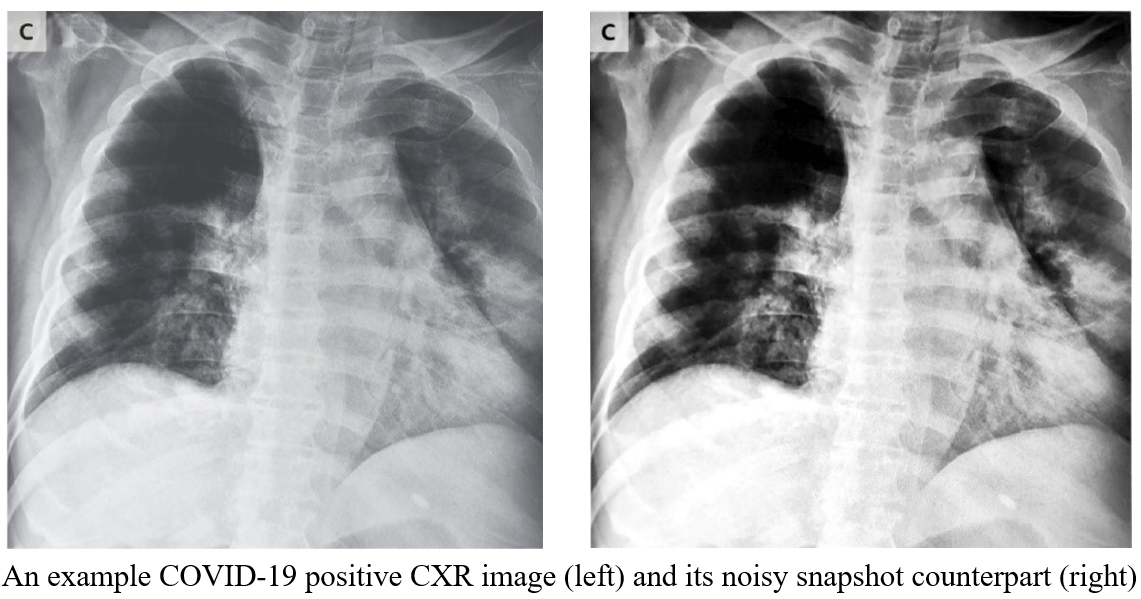 C
C
An example COVID-19 positive CXR image (left) and its noisy snapshot counterpart (right)